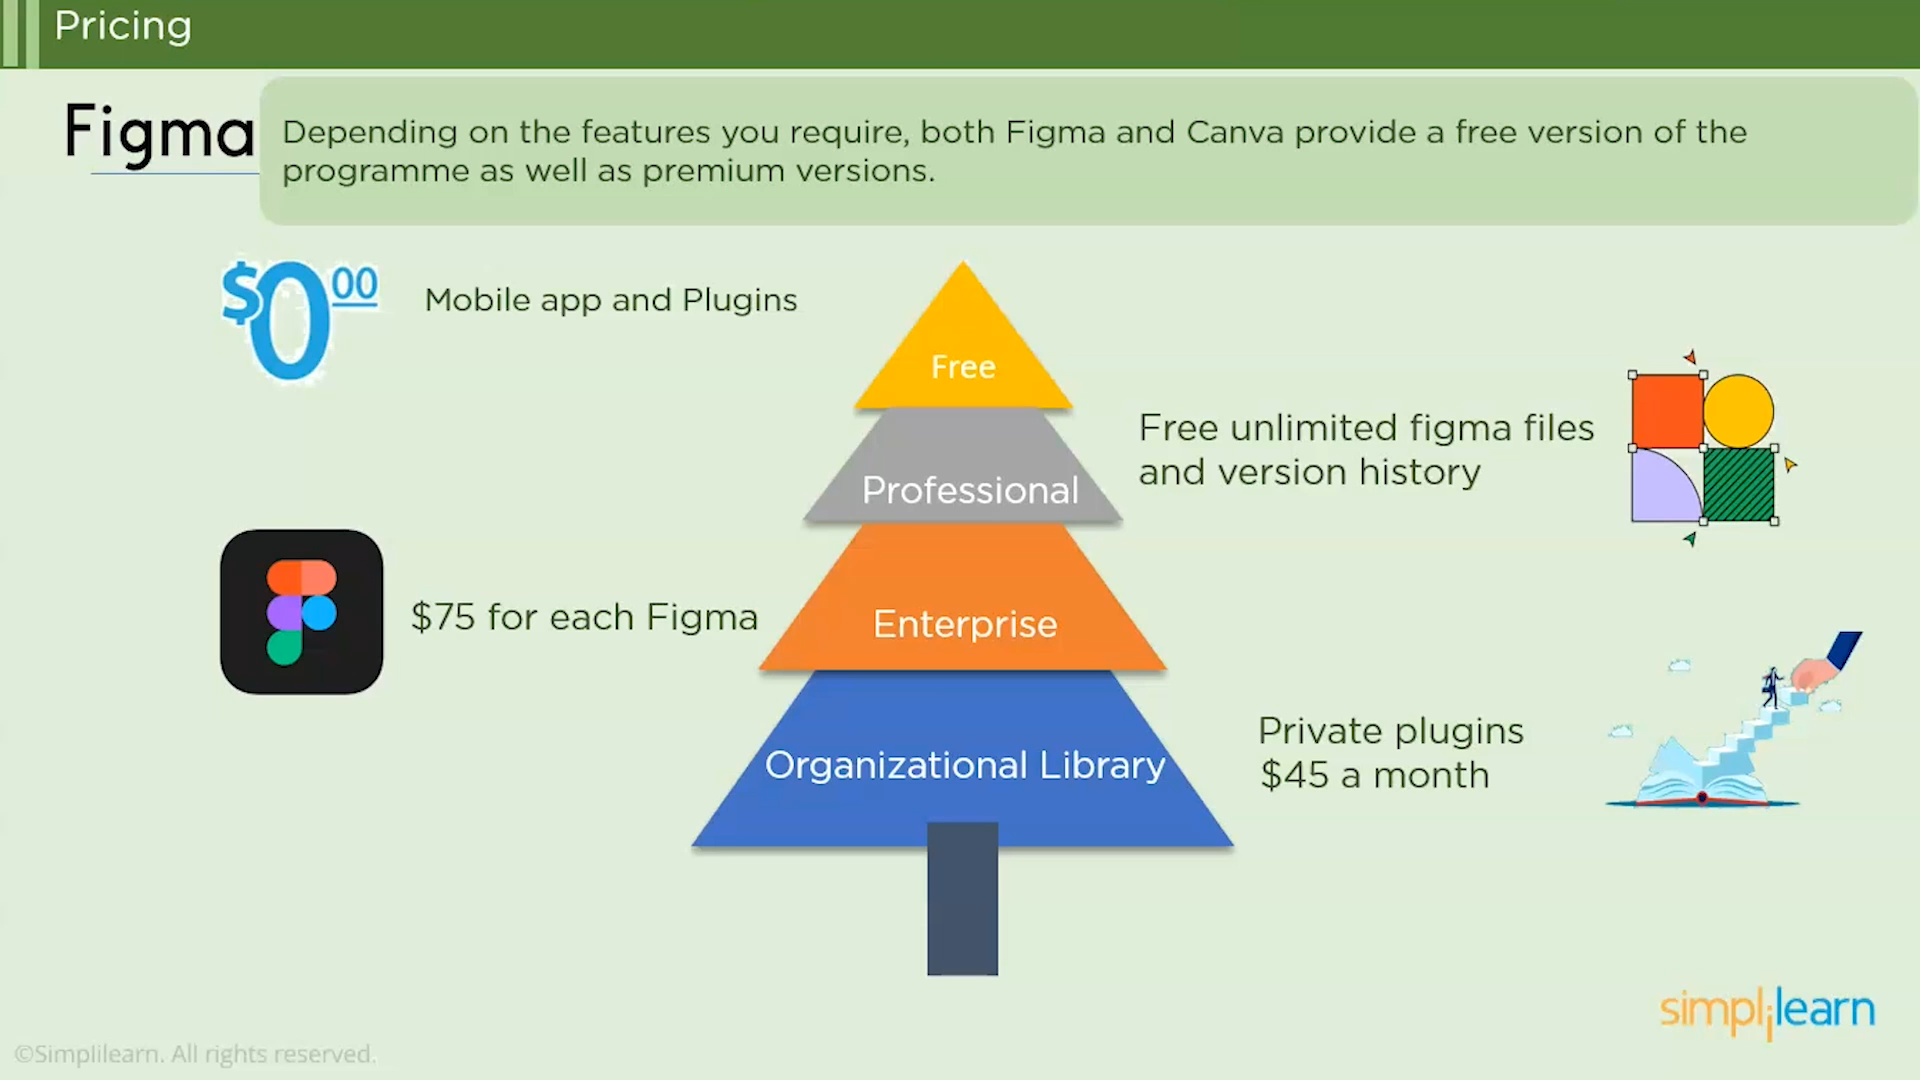 Pricing
Figma
Depending on the features you require, both Figma and Canva provide a free version of the
programme as well as premium versions.
$0 00
Mobile app and Plugins
Free
Free unlimited figma files
and version history
Professional
$75 for each Figma
Enterprise
Private plugins
$45 a month
Organizational Library
simplilearn
©Simplilearn. All rights reserved.